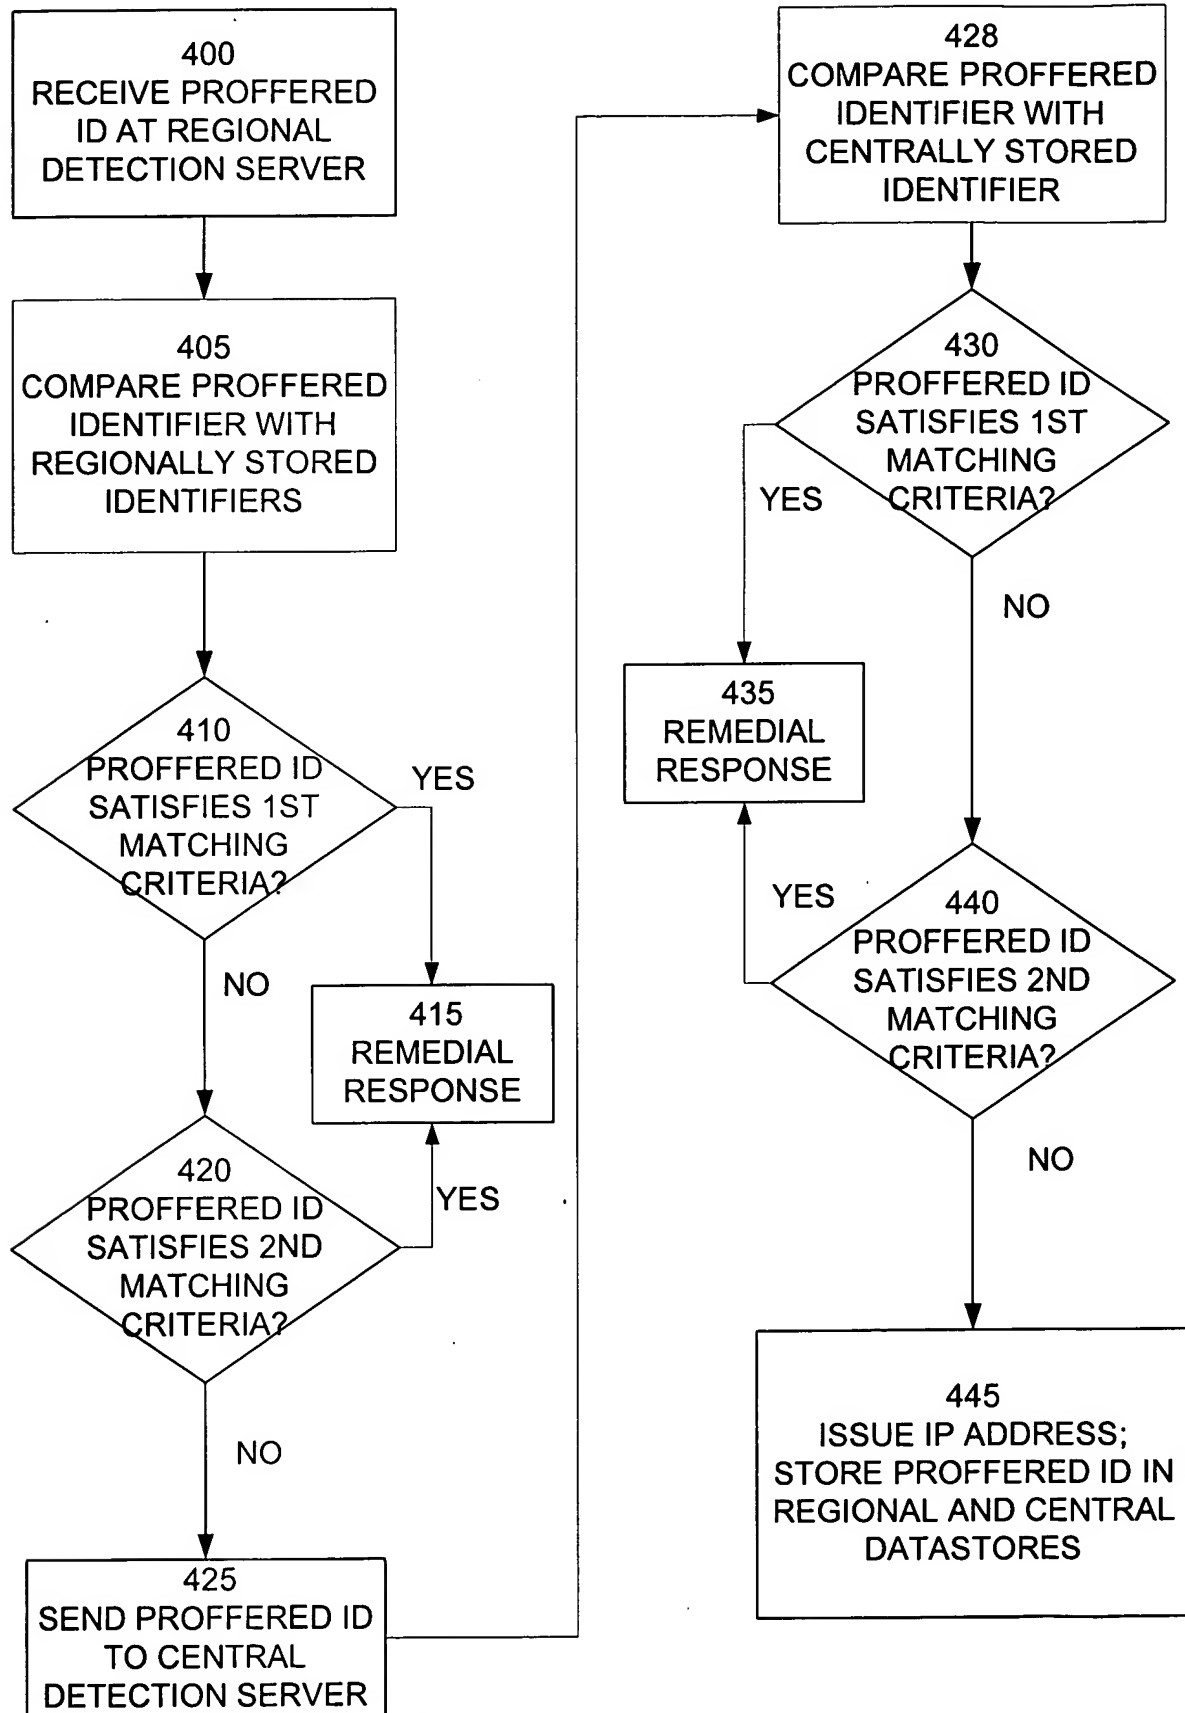 400
RECEIVE PROFFERED
ID AT REGIONAL
DETECTION SERVER
405
COMPARE PROFFERED
IDENTIFIER WITH
REGIONALLY STORED
IDENTIFIERS
410
PROFFERED ID
SATISFIES 1ST
MATCHING
CRITERIA?
YES
NO
415
REMEDIAL
RESPONSE
420
PROFFERED ID
SATISFIES 2ND
MATCHING
CRITERIA?
YES
NO
425
SEND PROFFERED ID
TO CENTRAL
DETECTION SERVER
428
COMPARE PROFFERED
IDENTIFIER WITH
CENTRALLY STORED
IDENTIFIER
430
PROFFERED ID
SATISFIES 1ST
MATCHING
CRITERIA?
YES
NO
435
REMEDIAL
RESPONSE
440
PROFFERED ID
SATISFIES 2ND
MATCHING
CRITERIA?
YES
NO
445
ISSUE IP ADDRESS;
STORE PROFFERED ID IN
REGIONAL AND CENTRAL
DATASTORES